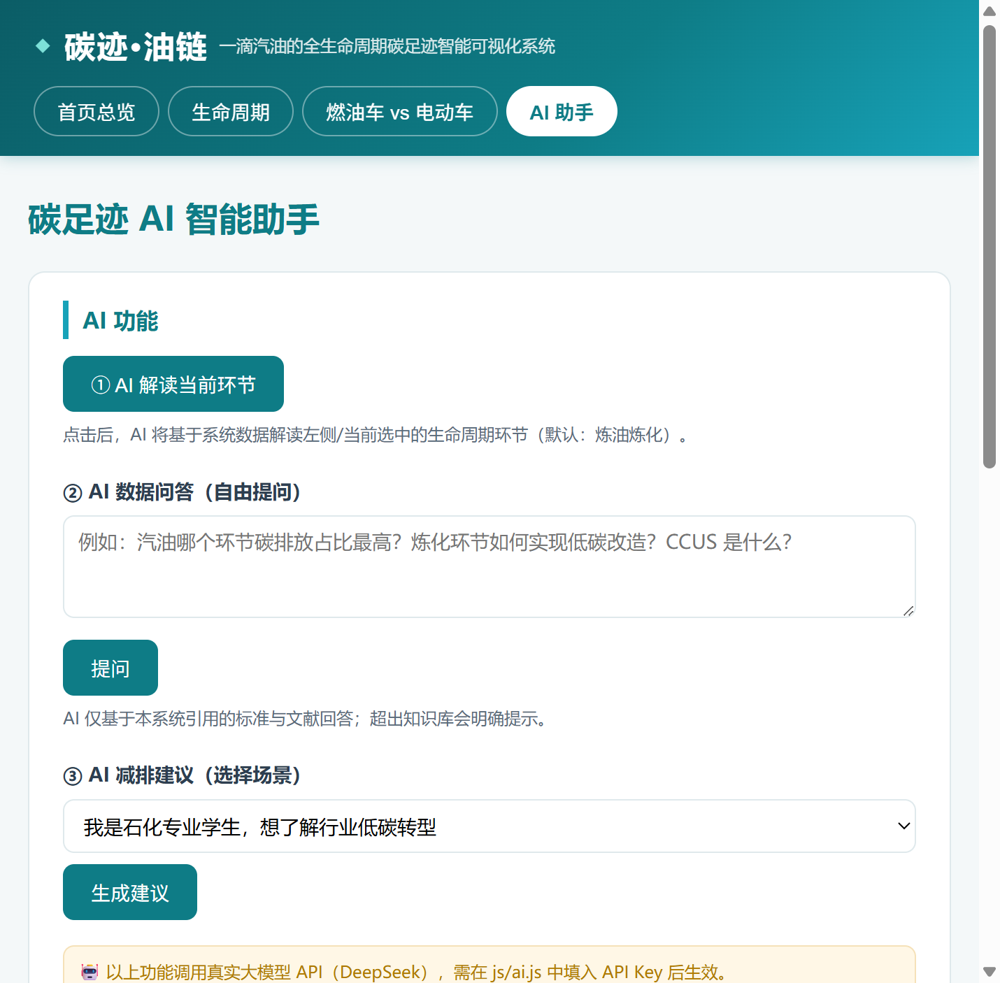 碳迹•油链 一滴汽油的全生命周期碳足迹智能可视化系统
首页总览 生命周期 燃油车 vs 电动车 AI 助手
碳足迹 AI 智能助手
AI 功能
① AI 解读当前环节
点击后，AI 将基于系统数据解读左侧/当前选中的生命周期环节（默认：炼油炼化）。
② AI 数据问答（自由提问）
例如：汽油哪个环节碳排放占比最高？炼化环节如何实现低碳改造？CCUS 是什么？
提问
AI 仅基于本系统引用的标准与文献回答；超出知识库会明确提示。
③ AI 减排建议（选择场景）
我是石化专业学生，想了解行业低碳转型
生成建议
以上功能调用真实大模型 API（DeepSeek），需在 js/ai.js 中填入 API Key 后生效。